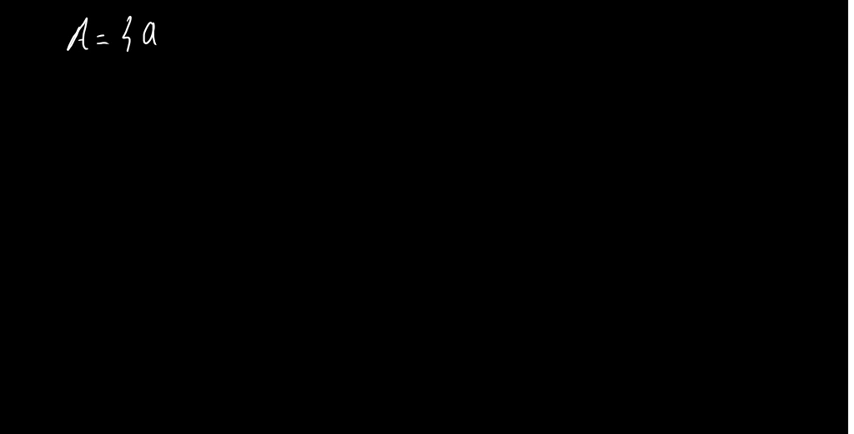 A = { a